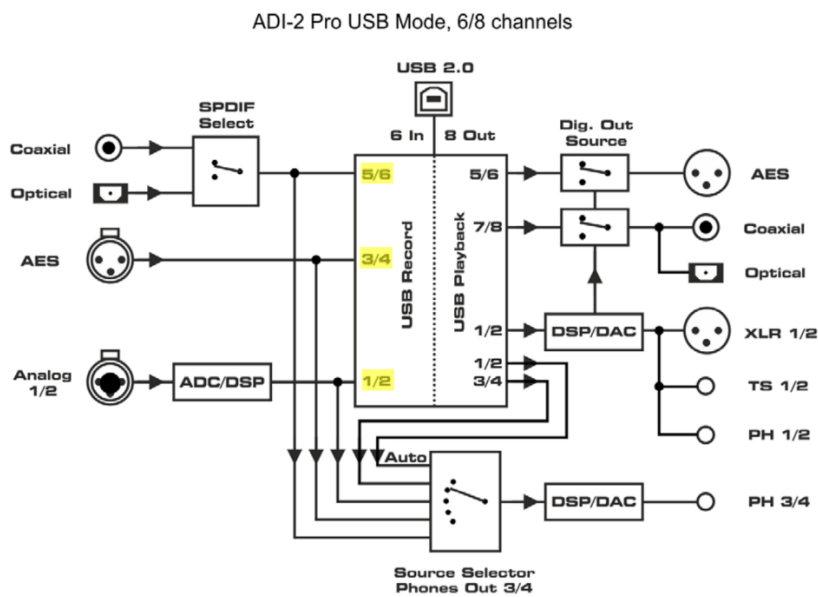 ADI-2 Pro USB Mode, 6/8 channels
USB 2.0
6 In
8 Out
SPDIF
Select
Coaxial
Optical
AES
Analog
1/2
ADC/DSP
5/6
3/4
1/2
USB Record
USB Playback
5/6
7/8
1/2
1/2
3/4
Dig. Out
Source
DSP/DAC
AES
Coaxial
Optical
XLR 1/2
TS 1/2
PH 1/2
Auto
DSP/DAC
PH 3/4
Source Selector
Phones Out 3/4